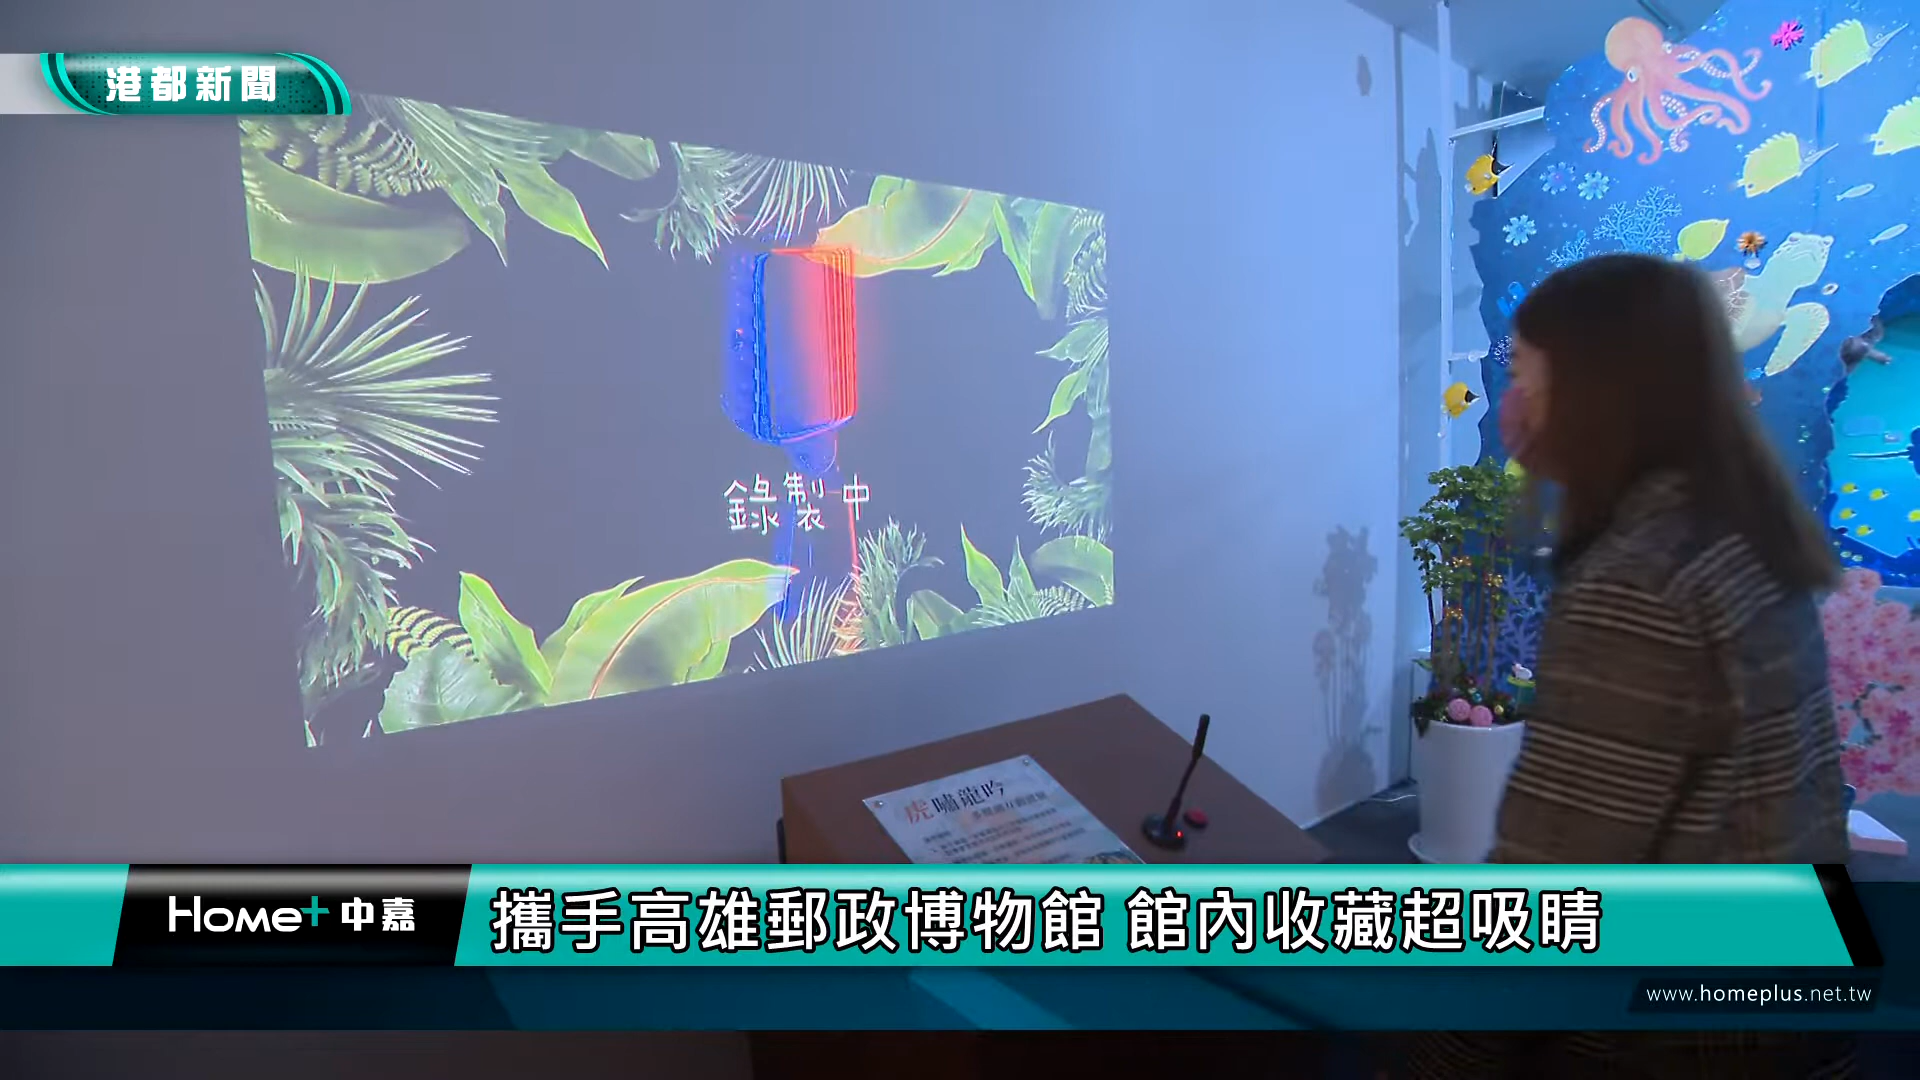 港都新聞
錄製中
虎嘯龍吟
Home+ 中嘉
攜手高雄郵政博物館 館內收藏超吸睛
www.homeplus.net.tw